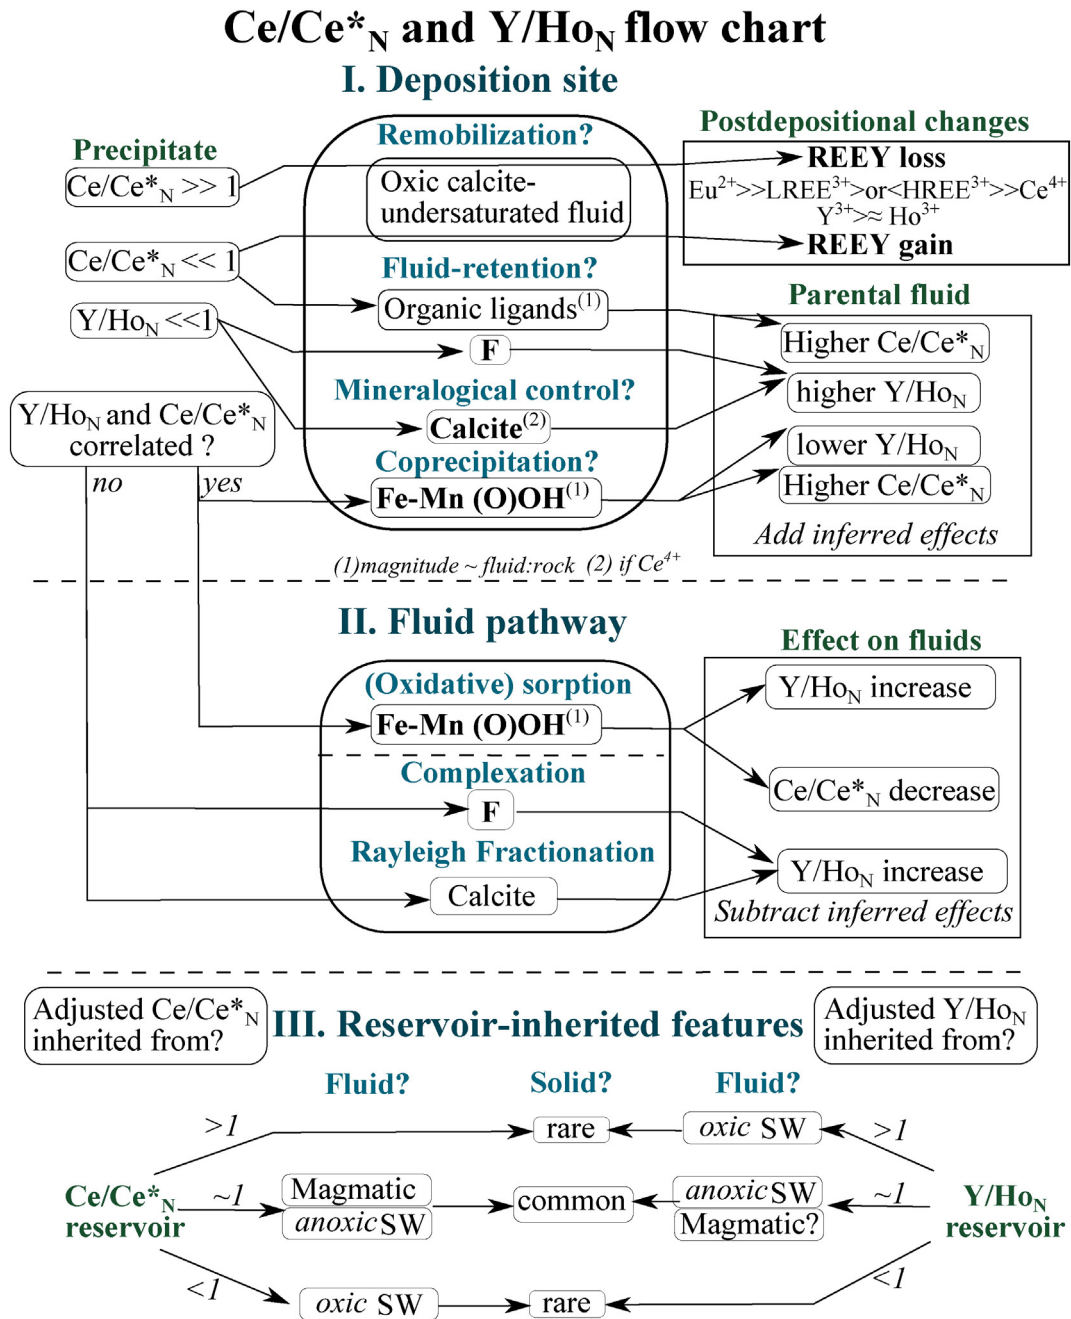 Ce/Ce*N and Y/HoN flow chart
I. Deposition site
Precipitate
Remobilization?
Postdepositional changes
Ce/Ce*N >> 1
Oxic calcite-
undersaturated fluid
REEY loss
Eu2+>>LREE3+>or<HREE3+>>Ce4+
Y3+>≈ Ho3+
REEY gain
Ce/Ce*N << 1
Fluid-retention?
Parental fluid
Y/HoN <<1
Organic ligands(1)
Higher Ce/Ce*N
F
Mineralogical control?
higher Y/HoN
Y/HoN and Ce/Ce*N
correlated ?
Calcite(2)
lower Y/HoN
Coprecipitation?
no
yes
Fe-Mn (O)OH(1)
Higher Ce/Ce*N
Add inferred effects
(1)magnitude ~ fluid:rock (2) if Ce4+
II. Fluid pathway
Effect on fluids
(Oxidative) sorption
Y/HoN increase
Fe-Mn (O)OH(1)
Complexation
Ce/Ce*N decrease
F
Rayleigh Fractionation
Y/HoN increase
Calcite
Subtract inferred effects
Adjusted Ce/Ce*N
inherited from?
III. Reservoir-inherited features
Adjusted Y/HoN
inherited from?
Fluid?
Solid?
Fluid?
>1
rare
oxic SW
>1
Ce/Ce*N
reservoir
~1
Magmatic
anoxic SW
common
anoxic SW
Magmatic?
~1
Y/HoN
reservoir
<1
oxic SW
rare
<1